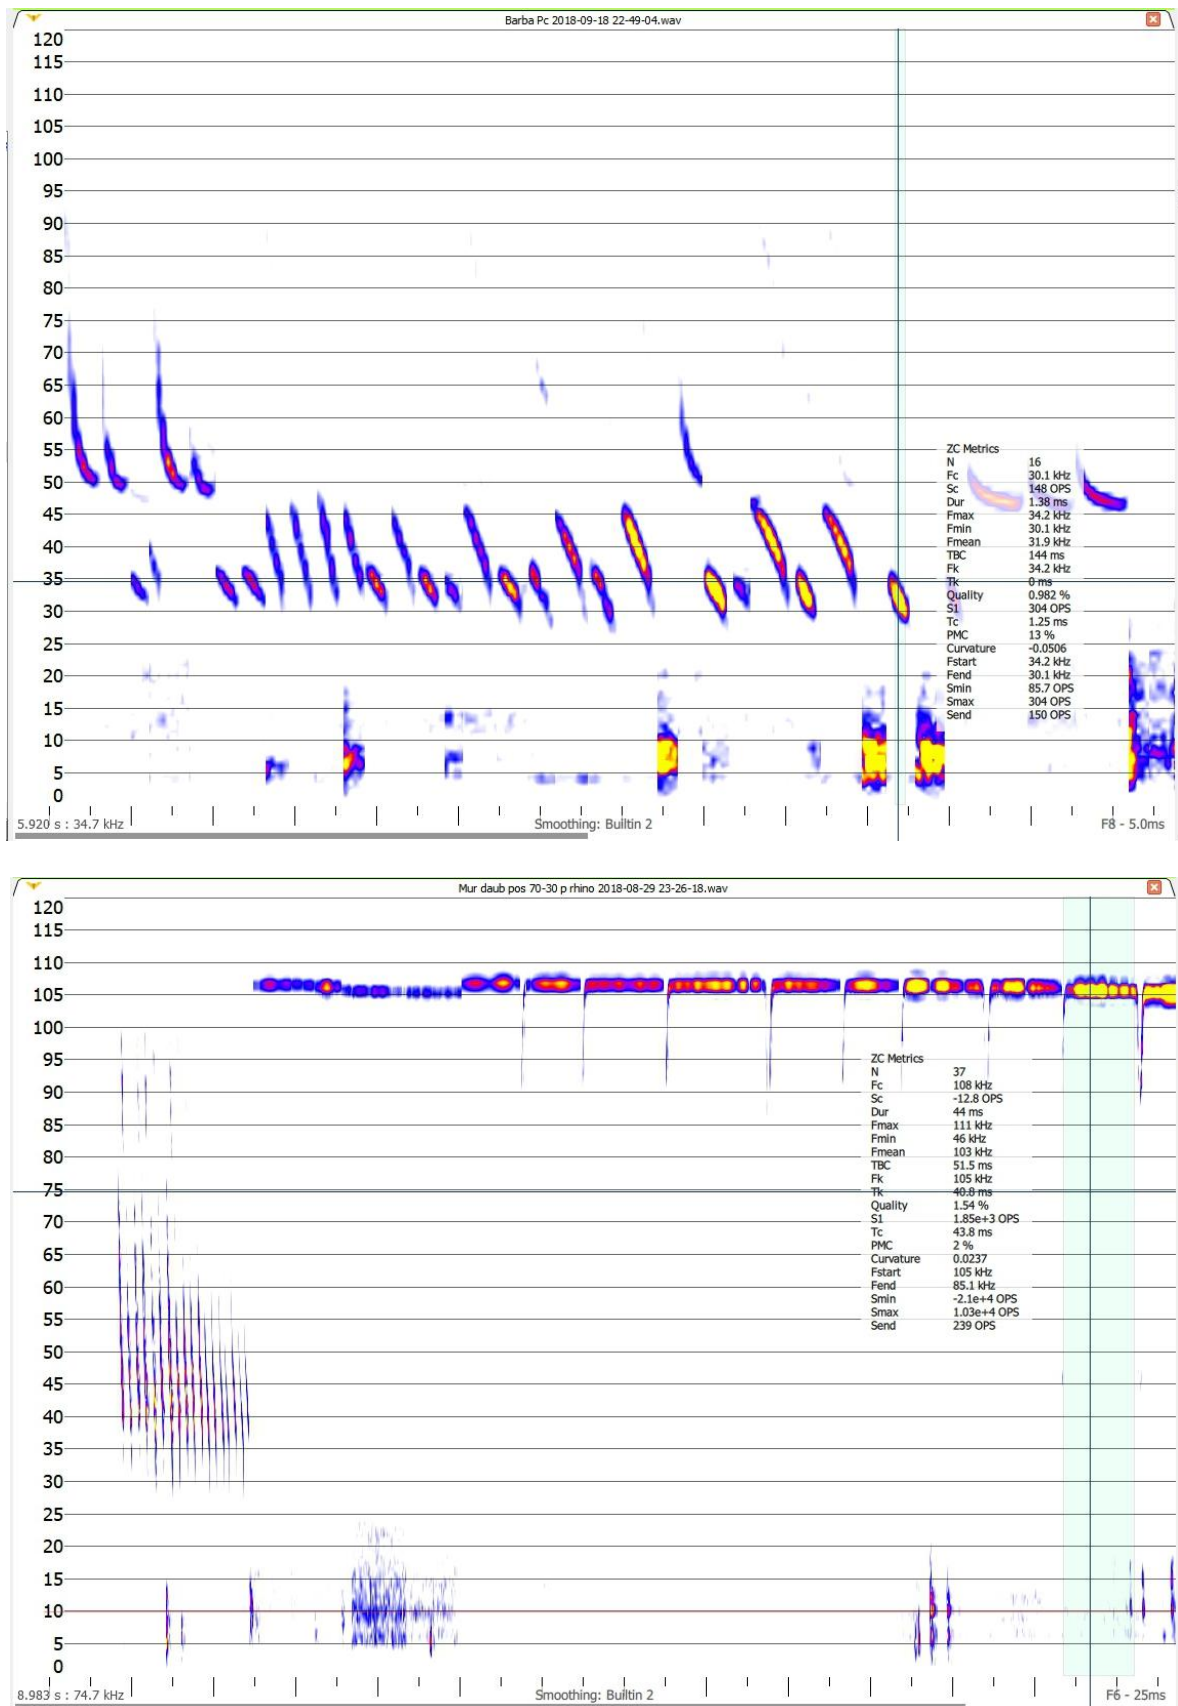 Barba Pc 2018-09-18 22-49-04.wav
120
115
110
105
100
95
90
85
80
75
70
65
60
55
50
45
40
35
30
25
20
15
10
5
0
ZC Metrics
N 16
Fc 30.1 kHz
Sc 148 OPS
Dur 1.38 ms
Fmax 34.2 kHz
Fmin 30.1 kHz
Fmean 31.9 kHz
TBC 144 ms
Fk 34.2 kHz
Tk 0 ms
Quality 0.982 %
S1 304 OPS
Tc 1.25 ms
PMC 13 %
Curvature -0.0506
Fstart 34.2 kHz
Fend 30.1 kHz
Smin 85.7 OPS
Smax 304 OPS
Send 150 OPS
5.920 s : 34.7 kHz Smoothing: Builtin 2 F8 - 5.0ms
Mur daub pos 70-30 p rhino 2018-08-29 23-26-18.wav
120
115
110
105
100
95
90
85
80
75
70
65
60
55
50
45
40
35
30
25
20
15
10
5
0
ZC Metrics
N 37
Fc 108 kHz
Sc -12.8 OPS
Dur 44 ms
Fmax 111 kHz
Fmin 46 kHz
Fmean 103 kHz
TBC 51.5 ms
Fk 105 kHz
Tk 40.8 ms
Quality 1.54 %
S1 1.85e+3 OPS
Tc 43.8 ms
PMC 2 %
Curvature 0.0237
Fstart 105 kHz
Fend 85.1 kHz
Smin -2.1e+4 OPS
Smax 1.03e+4 OPS
Send 239 OPS
8.983 s : 74.7 kHz Smoothing: Builtin 2 F6 - 25ms